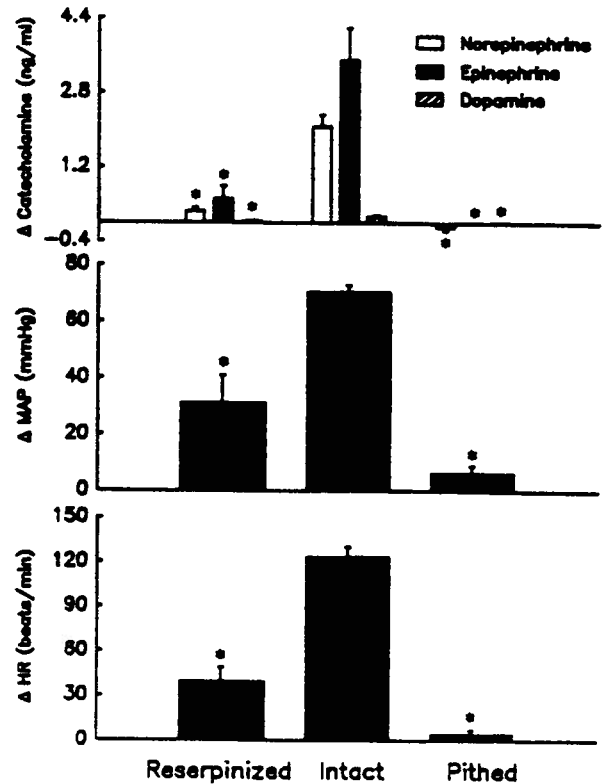 Δ Catecholamine (ng/ml)
4.4
2.8
1.2
-0.4
Norepinephrine
Epinephrine
Dopamine
* * *
* * * *
Δ MAP (mmHg)
80
60
40
20
0
*
*
Δ HR (beats/min)
150
120
90
60
30
0
*
*
Reserpinized Intact Pithed